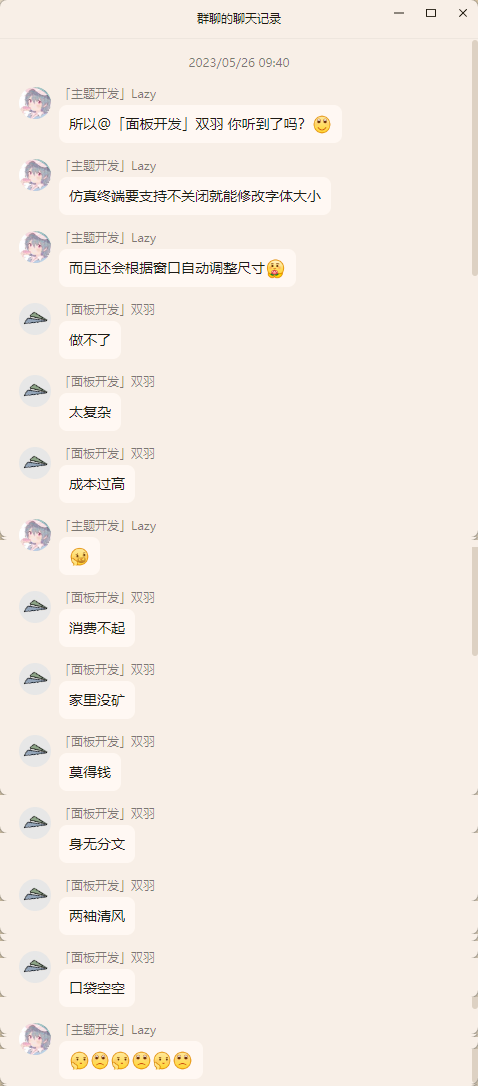 群聊的聊天记录
2023/05/26 09:40
「主题开发」Lazy
所以@「面板开发」双羽 你听到了吗?
「主题开发」Lazy
仿真终端要支持不关闭就能修改字体大小
「主题开发」Lazy
而且还会根据窗口自动调整尺寸
「面板开发」双羽
做不了
「面板开发」双羽
太复杂
「面板开发」双羽
成本过高
「主题开发」Lazy
「面板开发」双羽
消费不起
「面板开发」双羽
家里没矿
「面板开发」双羽
莫得钱
「面板开发」双羽
身无分文
「面板开发」双羽
两袖清风
「面板开发」双羽
口袋空空
「主题开发」Lazy